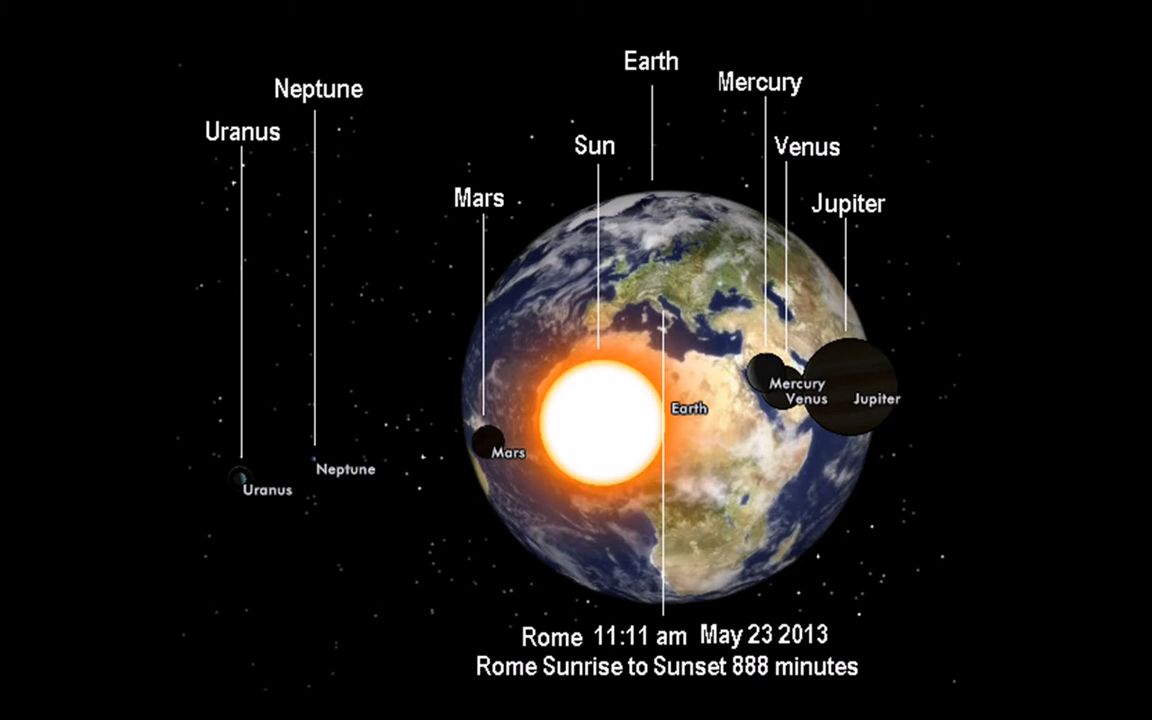 Earth
Mercury
Neptune
Uranus
Sun
Venus
Mars
Jupiter
Mercury
Venus
Jupiter
Earth
Mars
Neptune
Uranus
Rome 11:11 am May 23 2013
Rome Sunrise to Sunset 888 minutes